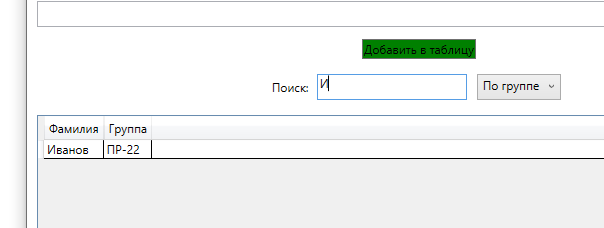 Добавить в таблицу
Поиск: И По группе
Фамилия Группа
Иванов ПР-22